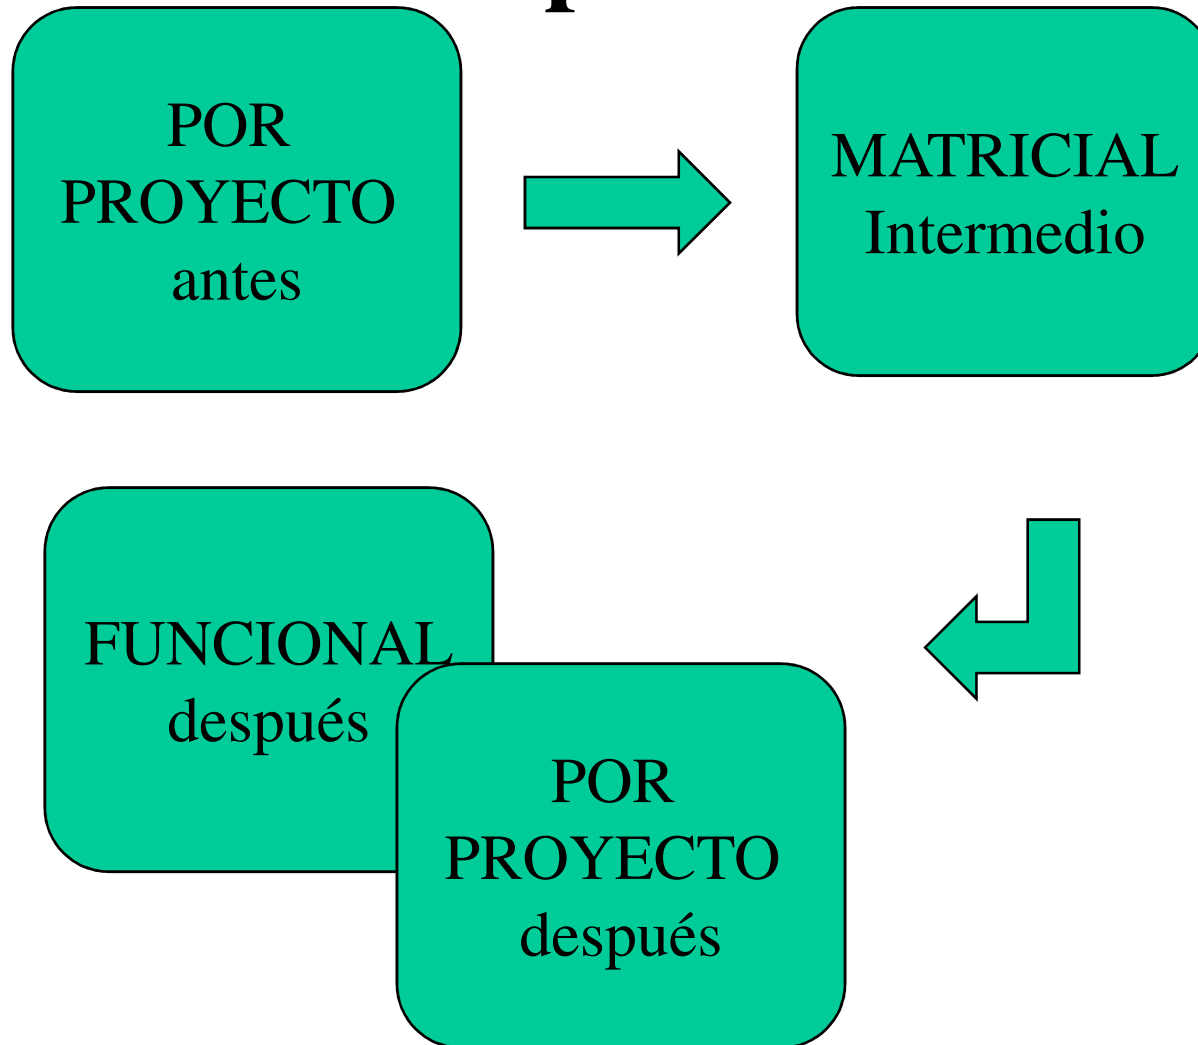 POR
PROYECTO
antes
MATRICIAL
Intermedio
FUNCIONAL
después
POR
PROYECTO
después